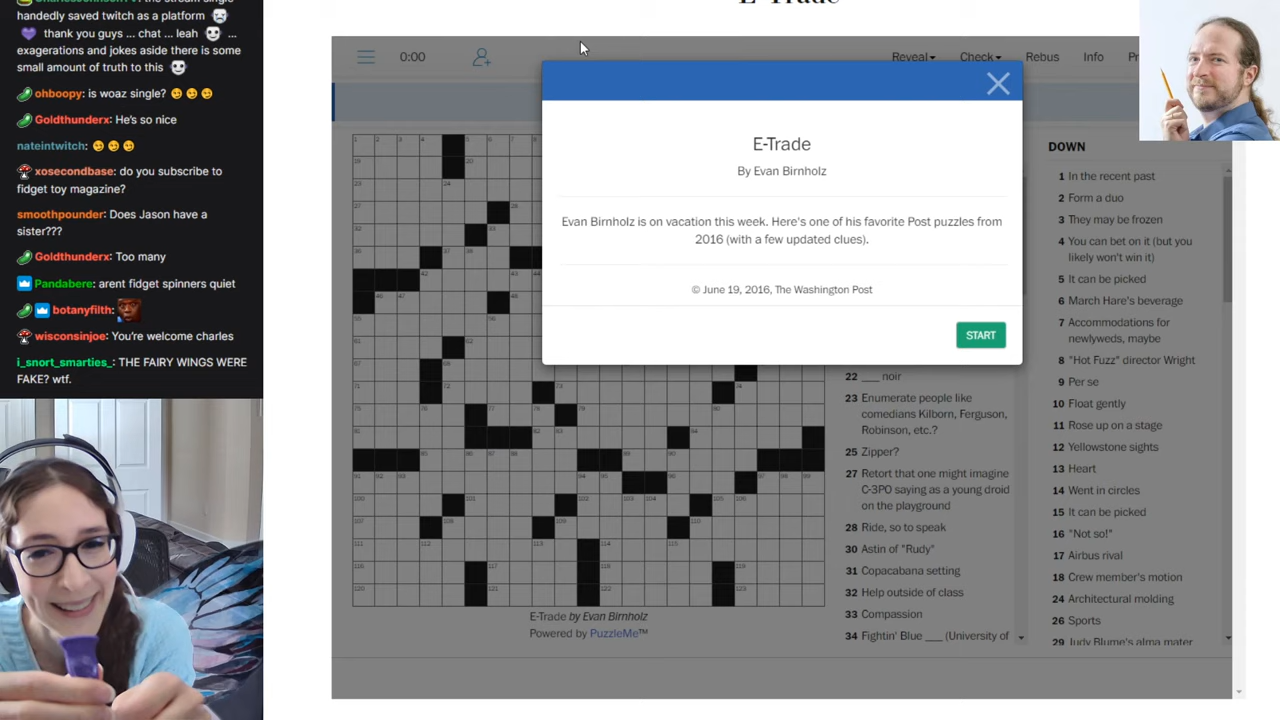 handedly saved twitch as a platform
thank you guys ... chat ... leah ...
exagerations and jokes aside there is some
small amount of truth to this
ohboopy: is woaz single?
Goldthunderx: He's so nice
nateintwitch:
xosecondbase: do you subscribe to
fidget toy magazine?
smoothpounder: Does Jason have a
sister???
Goldthunderx: Too many
Pandabere: arent fidget spinners quiet
botanyfilth:
wisconsinjoe: You're welcome charles
i_snort_smarties_: THE FAIRY WINGS WERE
FAKE? wtf.
E-Trade
0:00
Reveal
Check
Rebus
Info
E-Trade
By Evan Birnholz
Evan Birnholz is on vacation this week. Here's one of his favorite Post puzzles from
2016 (with a few updated clues).
© June 19, 2016, The Washington Post
START
22 ___ noir
23 Enumerate people like
comedians Kilborn, Ferguson,
Robinson, etc.?
25 Zipper?
27 Retort that one might imagine
C-3PO saying as a young droid
on the playground
28 Ride, so to speak
30 Astin of "Rudy"
31 Copacabana setting
32 Help outside of class
33 Compassion
34 Fightin' Blue ___ (University of
DOWN
1 In the recent past
2 Form a duo
3 They may be frozen
4 You can bet on it (but you
likely won't win it)
5 It can be picked
6 March Hare's beverage
7 Accommodations for
newlyweds, maybe
8 "Hot Fuzz" director Wright
9 Per se
10 Float gently
11 Rose up on a stage
12 Yellowstone sights
13 Heart
14 Went in circles
15 It can be picked
16 "Not so!"
17 Airbus rival
18 Crew member's motion
24 Architectural molding
26 Sports
29 Judy Blume's alma mater
E-Trade by Evan Birnholz
Powered by PuzzleMe™